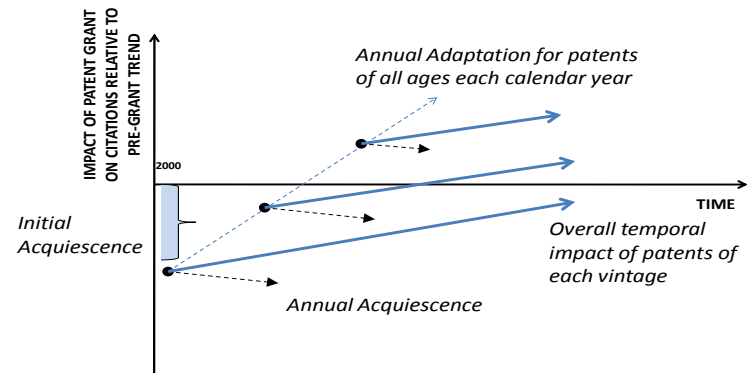 IMPACT OF PATENT GRANT
ON CITATIONS RELATIVE TO
PRE-GRANT TREND
Annual Adaptation for patents
of all ages each calendar year
2000
TIME
Initial
Acquiescence
Overall temporal
impact of patents of
each vintage
Annual Acquiescence